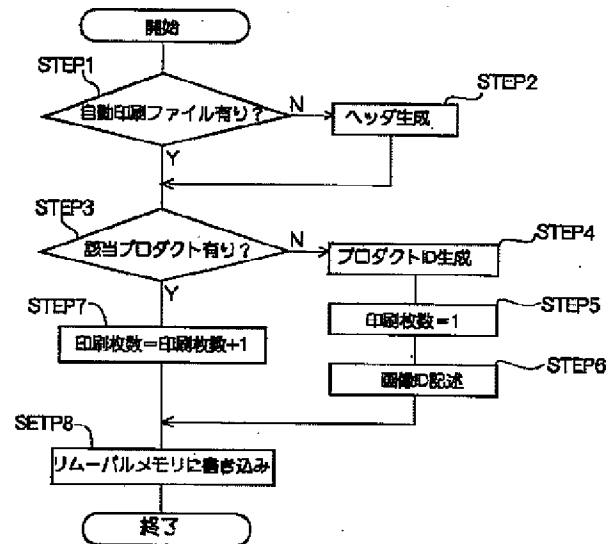 開始
STEP1
自動印刷ファイル有り?
N
STEP2
ヘッダ生成
Y
STEP3
該当プロダクト有り?
N
STEP4
プロダクトID生成
Y
STEP7
STEP5
印刷枚数=印刷枚数+1
印刷枚数=1
STEP6
画像ID記述
SETP8
リムーバルメモリに書き込み
終了